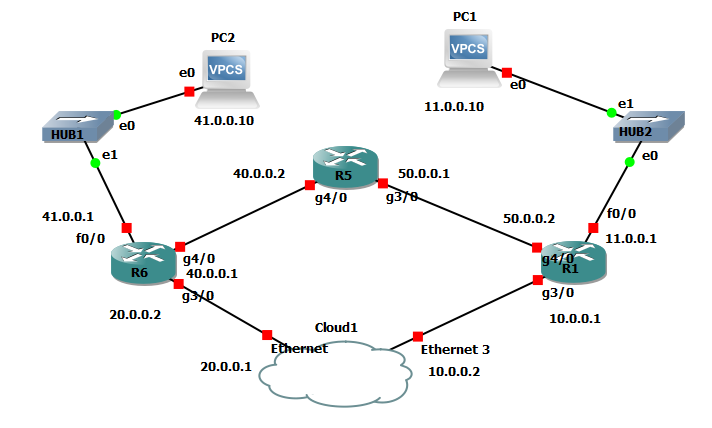 PC1
PC2
VPCS
VPCS
e0
e0
11.0.0.10
41.0.0.10
e1
HUB2
e0
HUB1
e0
e1
40.0.0.2
R5
50.0.0.1
g4/0
g3/0
41.0.0.1
f0/0
50.0.0.2
f0/0
11.0.0.1
R6
g4/0
40.0.0.1
g3/0
g4/0
R1
g3/0
20.0.0.2
10.0.0.1
Cloud1
Ethernet
Ethernet 3
20.0.0.1
10.0.0.2